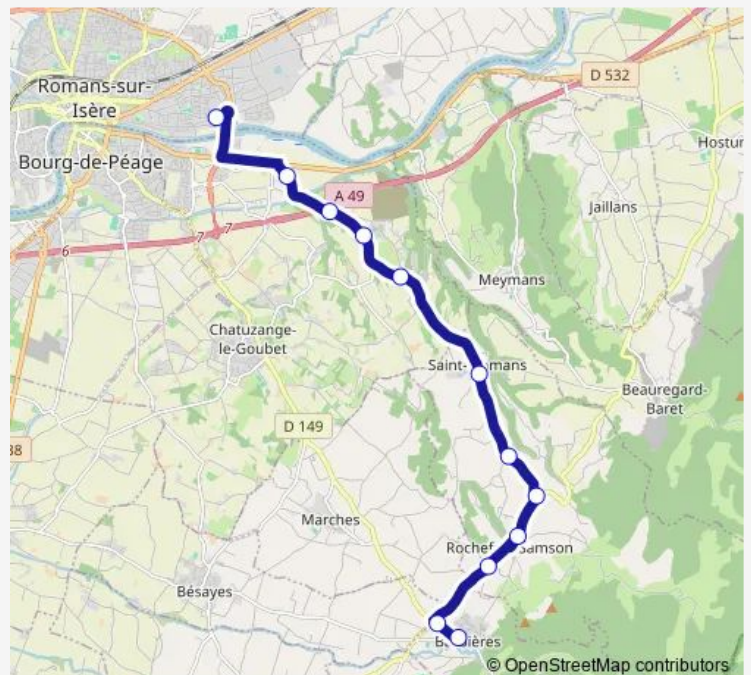 D 532
Romans-sur-
Isère
Hostun
Bourg-de-Péage
A 49
Jaillans
7
7
6
Meymans
Chatuzange-
le-Goubet
Saint-
mans
Beauregard-
Baret
D 149
38
Marches
Rochef
Samson
Bésayes
B
ières
© OpenStreetMap contributors